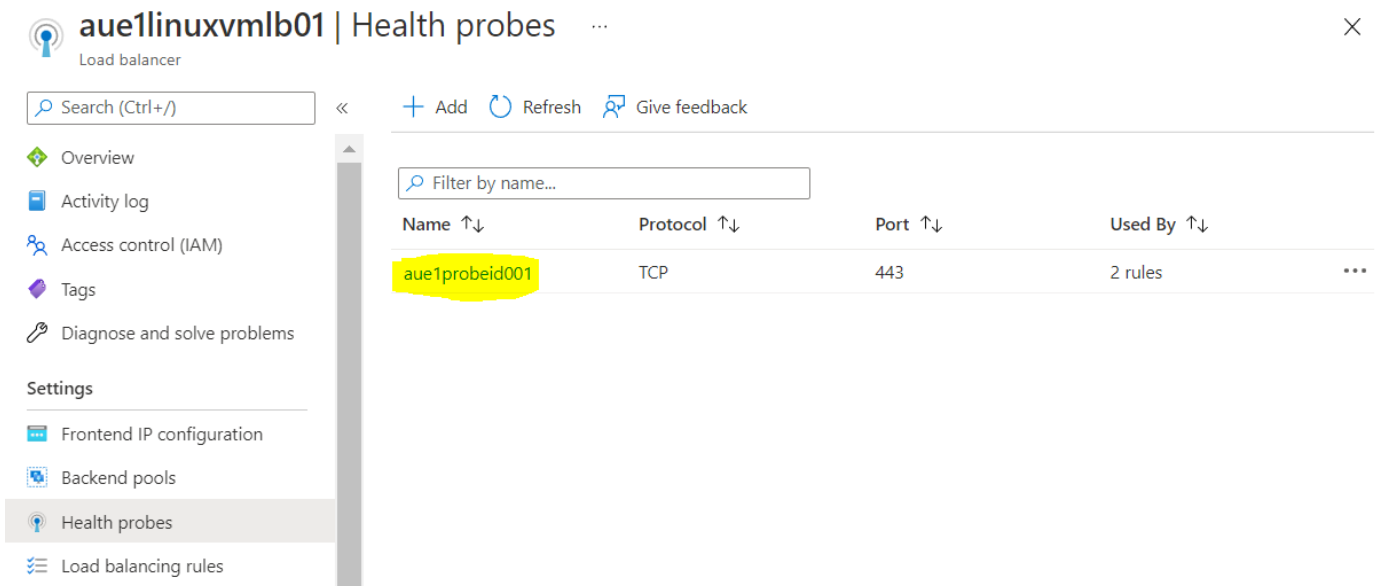 aue1linuxvmlb01 | Health probes ...
Load balancer
Search (Ctrl+/)
Overview
Activity log
Access control (IAM)
Tags
Diagnose and solve problems
Settings
Frontend IP configuration
Backend pools
Health probes
Load balancing rules
Add Refresh Give feedback
Filter by name...
Name Protocol Port Used By
aue1probeid001 TCP 443 2 rules